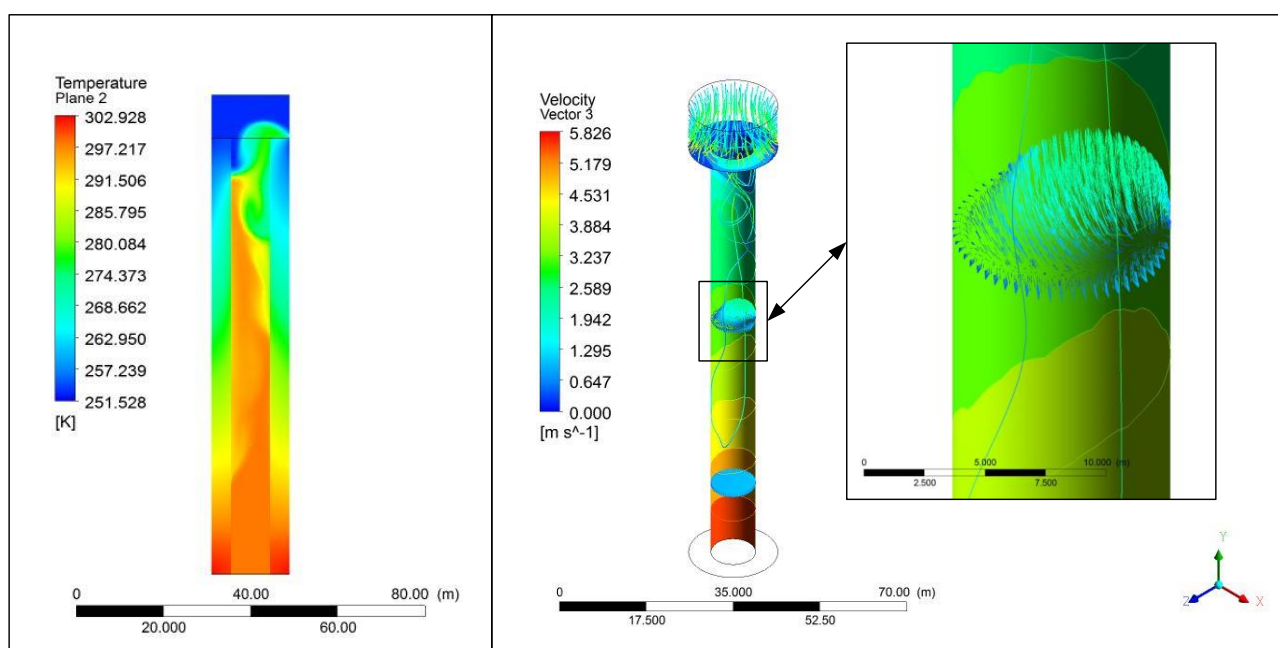 Temperature
Plane 2
302.928
297.217
291.506
285.795
280.084
274.373
268.662
262.950
257.239
251.528
[K]
0 40.00 80.00 (m)
20.000 60.00
Velocity
Vector 3
5.826
5.179
4.531
3.884
3.237
2.589
1.942
1.295
0.647
0.000
[m s^-1]
0 35.000 70.00 (m)
17.500 52.50
0 5.000 10.000 (m)
2.500 7.500
Y
Z X